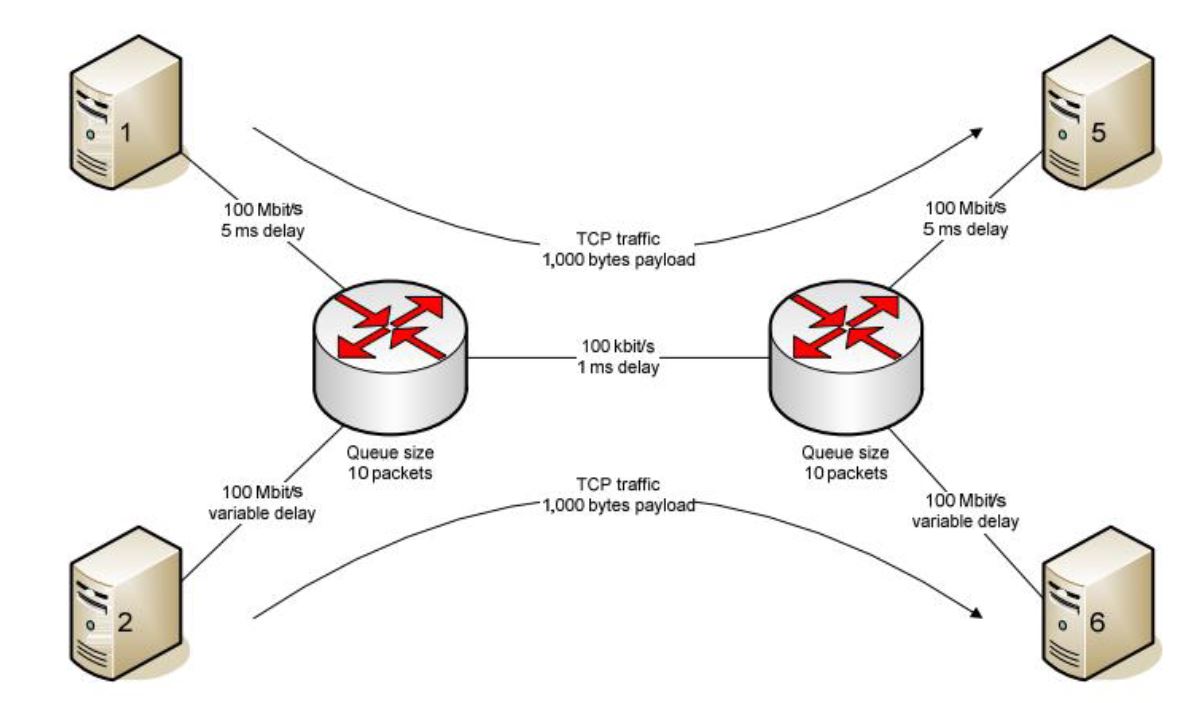 1
5
100 Mbit/s
5 ms delay
100 Mbit/s
5 ms delay
TCP traffic
1,000 bytes payload
100 kbit/s
1 ms delay
Queue size
10 packets
Queue size
10 packets
100 Mbit/s
variable delay
TCP traffic
1,000 bytes payload
100 Mbit/s
variable delay
2
6